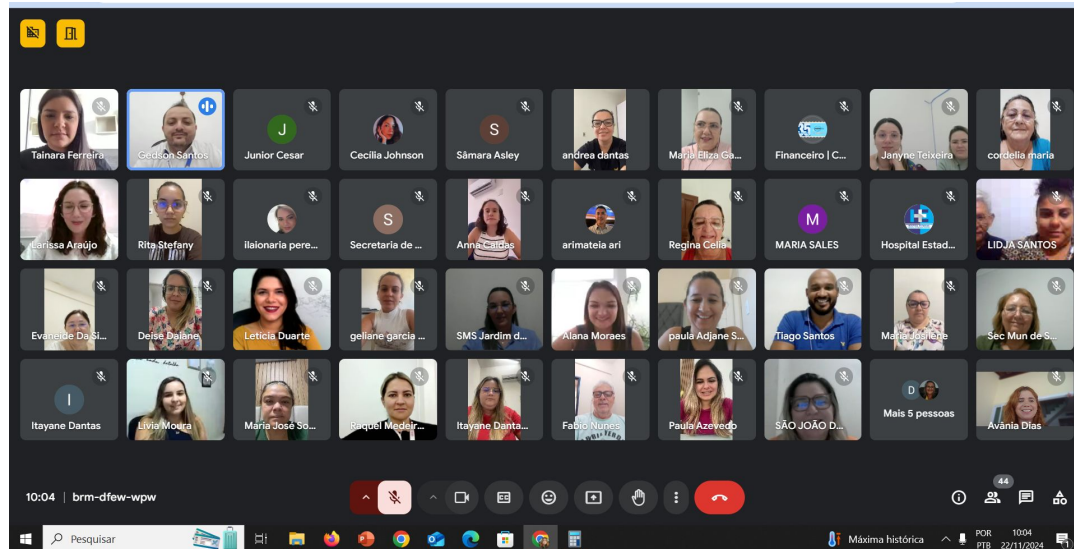 Tainara Ferreira
Gedson Santos
J
Junior Cesar
Cecília Johnson
S
Sâmara Asley
andrea dantas
Maria Eliza Ga...
35
Financeiro | C...
Janyne Teixeira
cordelia maria
Larissa Araújo
Rita Stefany
ilaionaria pere...
S
Secretaria de ...
Anna Caldas
arimateia ari
Regina Celia
M
MARIA SALES
Hospital Estad...
LIDJA SANTOS
Evaneide Da Si...
Deise Daiane
Letícia Duarte
geliane garcia ...
SMS Jardim d...
Alana Moraes
paula Adjane S...
Tiago Santos
Maria Josilene
Sec Mun de S...
I
Itayane Dantas
Livia Moura
Maria José So...
Raquel Medeir...
Itayane Danta...
Fabio Nunes
Paula Azevedo
SÃO JOÃO D...
D
Mais 5 pessoas
Avânia Dias
10:04 | brm-dfew-wpw
CC
44
Pesquisar
Máxima histórica
POR
PTB
10:04
22/11/2024
1